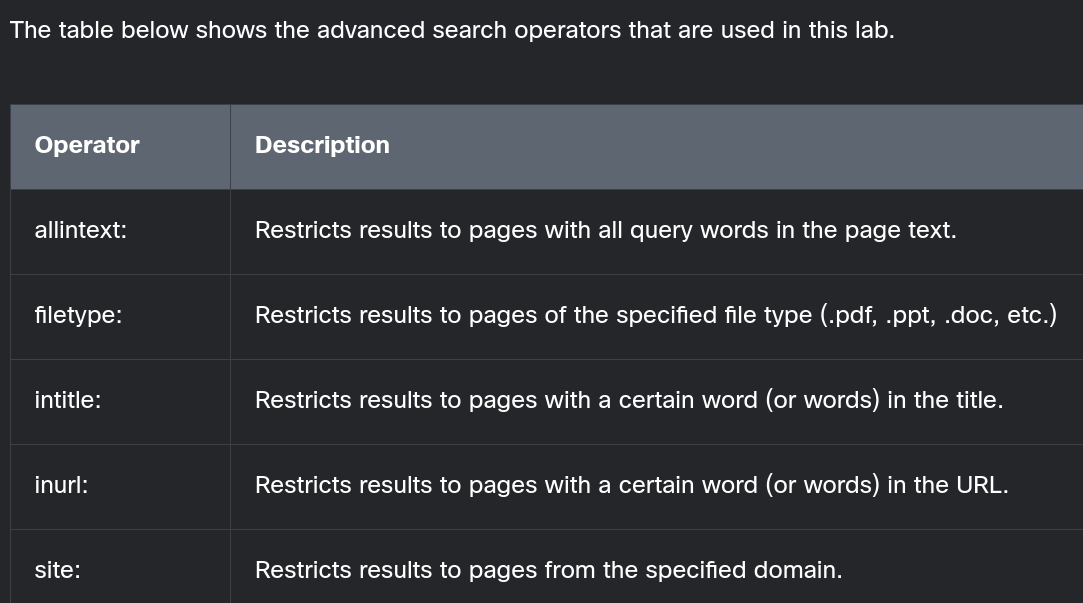 The table below shows the advanced search operators that are used in this lab.
Operator Description
allintext: Restricts results to pages with all query words in the page text.
filetype: Restricts results to pages of the specified file type (.pdf, .ppt, .doc, etc.)
intitle: Restricts results to pages with a certain word (or words) in the title.
inurl: Restricts results to pages with a certain word (or words) in the URL.
site: Restricts results to pages from the specified domain.